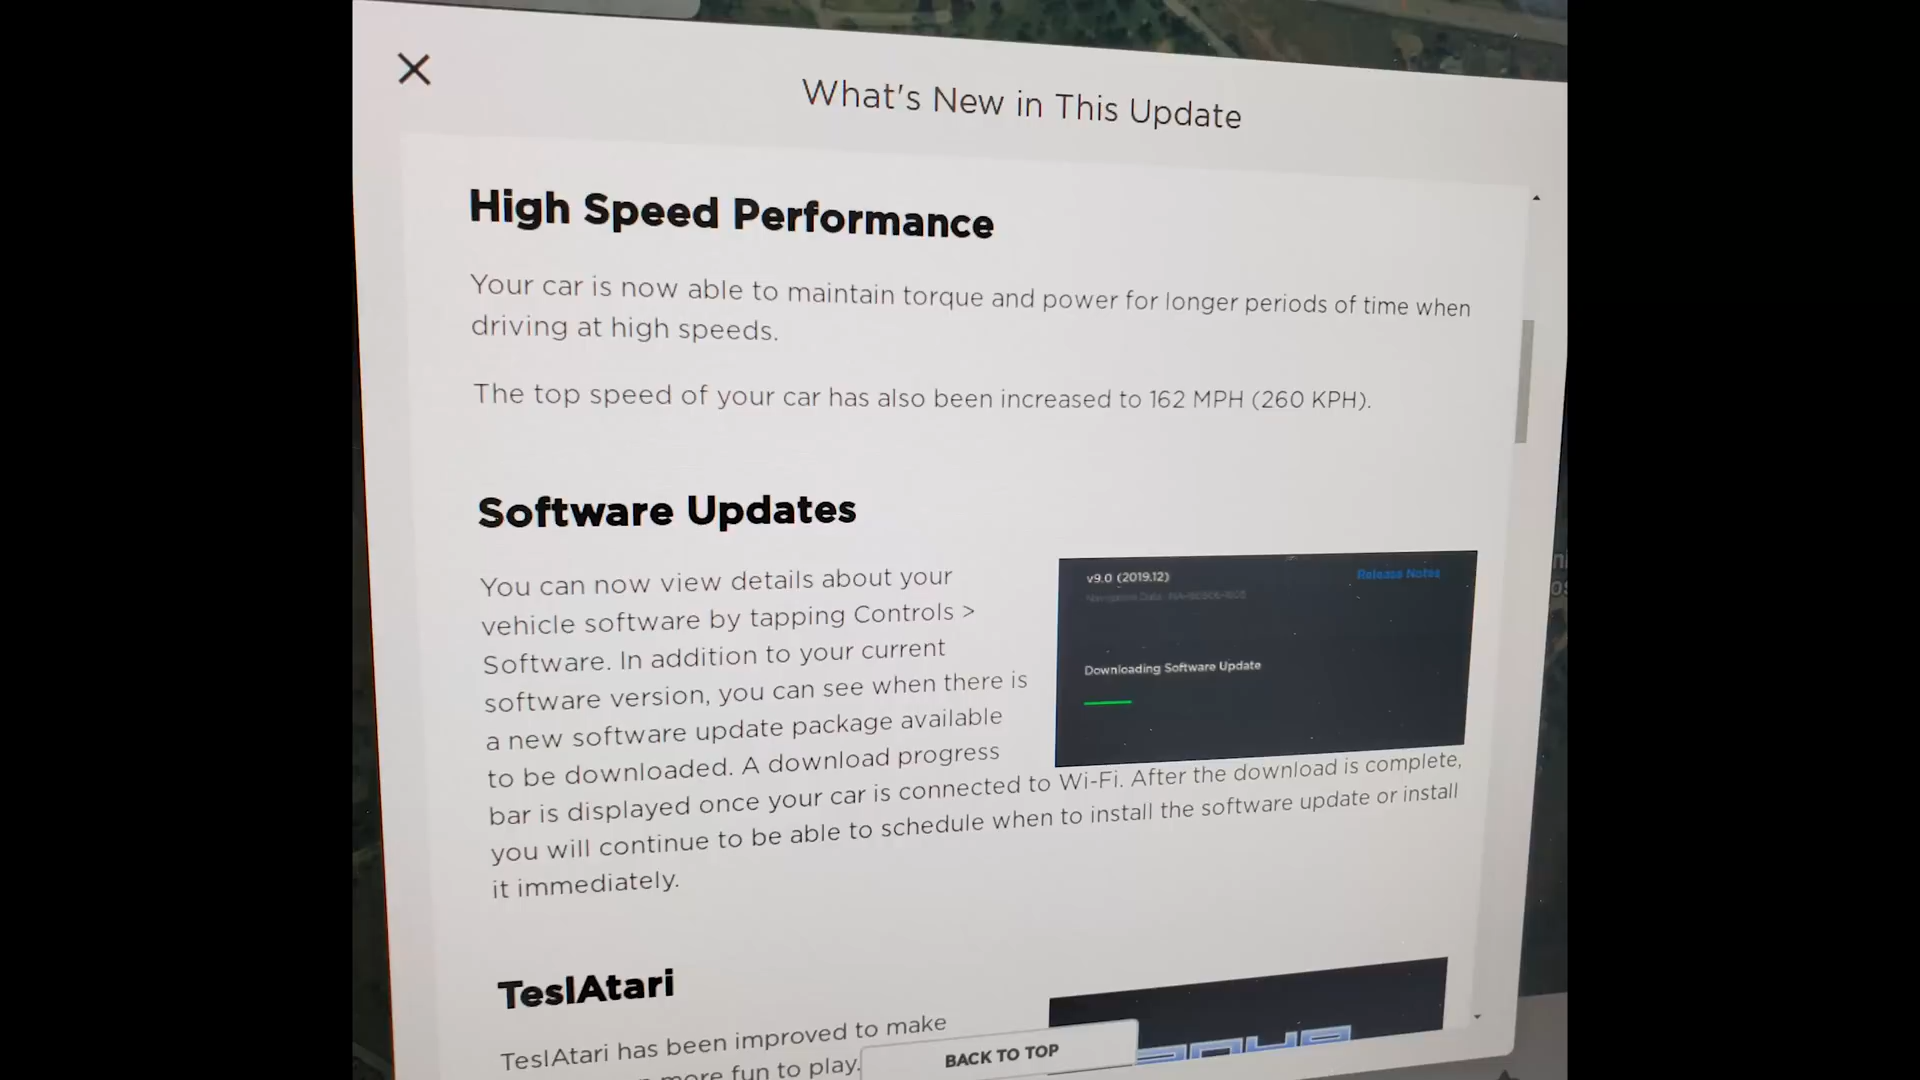 What's New in This Update
High Speed Performance
Your car is now able to maintain torque and power for longer periods of time when
driving at high speeds.
The top speed of your car has also been increased to 162 MPH (260 KPH).
Software Updates
You can now view details about your
vehicle software by tapping Controls >
Software. In addition to your current
software version, you can see when there is
a new software update package available
to be downloaded. A download progress
bar is displayed once your car is connected to Wi-Fi. After the download is complete,
you will continue to be able to schedule when to install the software update or install
it immediately.
v9.0 (2019.12)
Release Notes
Downloading Software Update
TeslAtari
TeslAtari has been improved to make
more fun to play.
BACK TO TOP